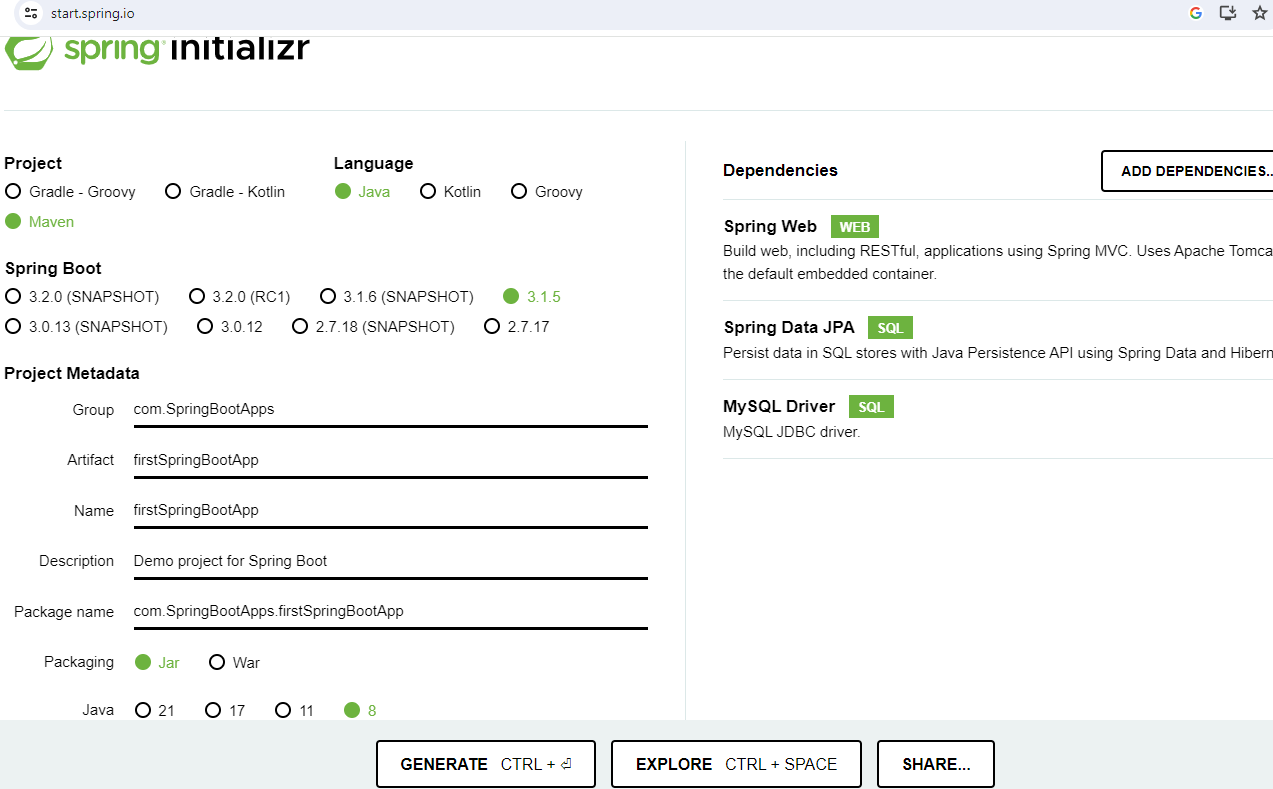 start.spring.io
spring initializr
Project
Gradle - Groovy Gradle - Kotlin
Maven
Language
Java Kotlin Groovy
Spring Boot
3.2.0 (SNAPSHOT) 3.2.0 (RC1) 3.1.6 (SNAPSHOT) 3.1.5
3.0.13 (SNAPSHOT) 3.0.12 2.7.18 (SNAPSHOT) 2.7.17
Project Metadata
Group com.SpringBootApps
Artifact firstSpringBootApp
Name firstSpringBootApp
Description Demo project for Spring Boot
Package name com.SpringBootApps.firstSpringBootApp
Packaging Jar War
Java 21 17 11 8
Dependencies
ADD DEPENDENCIES..
Spring Web WEB
Build web, including RESTful, applications using Spring MVC. Uses Apache Tomca
the default embedded container.
Spring Data JPA SQL
Persist data in SQL stores with Java Persistence API using Spring Data and Hibern
MySQL Driver SQL
MySQL JDBC driver.
GENERATE CTRL + ⏎
EXPLORE CTRL + SPACE
SHARE...